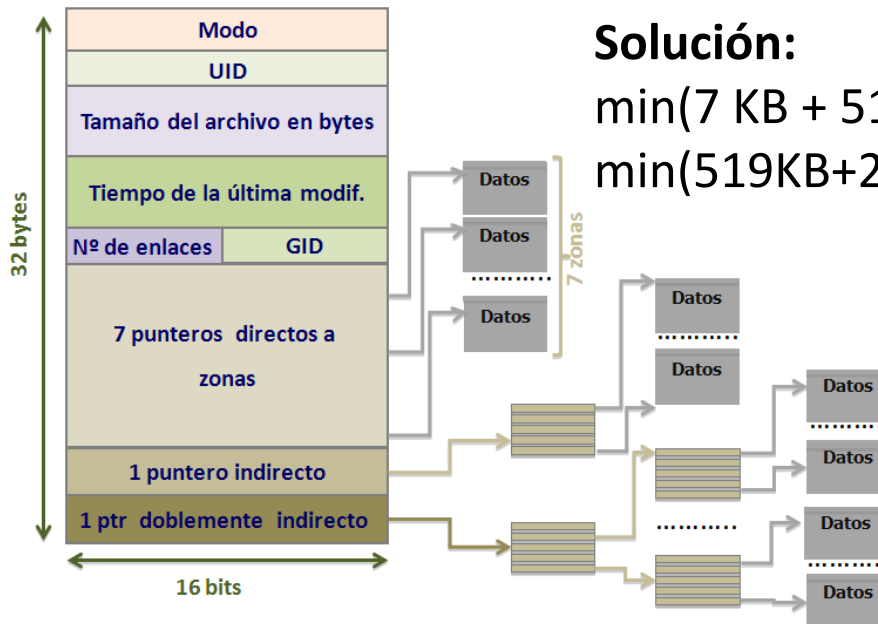 Solución:
min(7 KB + 51
min(519KB+2
Modo
UID
Tamaño del archivo en bytes
Tiempo de la última modif.
Nº de enlaces
GID
7 punteros directos a
zonas
1 puntero indirecto
1 ptr doblemente indirecto
32 bytes
16 bits
Datos
Datos
...........
Datos
7 zonas
Datos
...........
Datos
Datos
.........
Datos
...........
Datos
.........
Datos